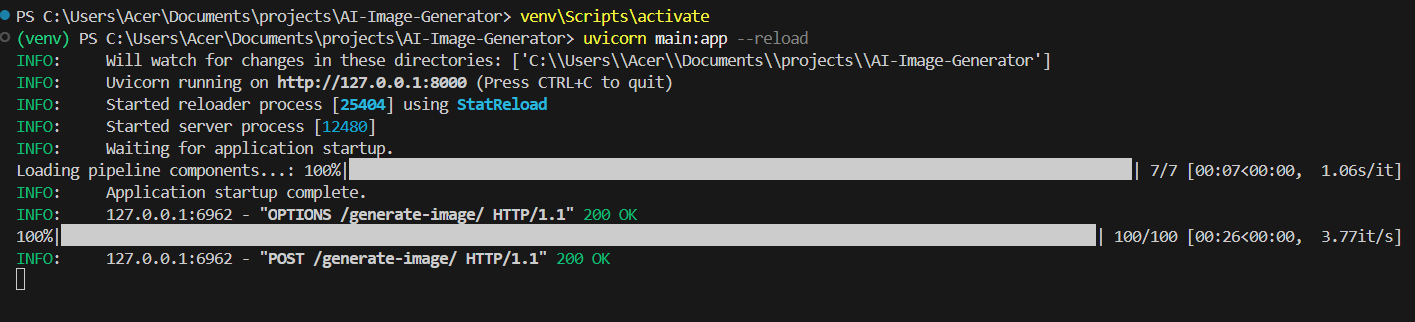 PS C:\Users\Acer\Documents\projects\AI-Image-Generator> venv\Scripts\activate
(venv) PS C:\Users\Acer\Documents\projects\AI-Image-Generator> uvicorn main:app --reload
INFO:     Will watch for changes in these directories: ['C:\\Users\\Acer\\Documents\\projects\\AI-Image-Generator']
INFO:     Uvicorn running on http://127.0.0.1:8000 (Press CTRL+C to quit)
INFO:     Started reloader process [25404] using StatReload
INFO:     Started server process [12480]
INFO:     Waiting for application startup.
Loading pipeline components...: 100%| | 7/7 [00:07<00:00,  1.06s/it]
INFO:     Application startup complete.
INFO:     127.0.0.1:6962 - "OPTIONS /generate-image/ HTTP/1.1" 200 OK
100%| | 100/100 [00:26<00:00,  3.77it/s]
INFO:     127.0.0.1:6962 - "POST /generate-image/ HTTP/1.1" 200 OK